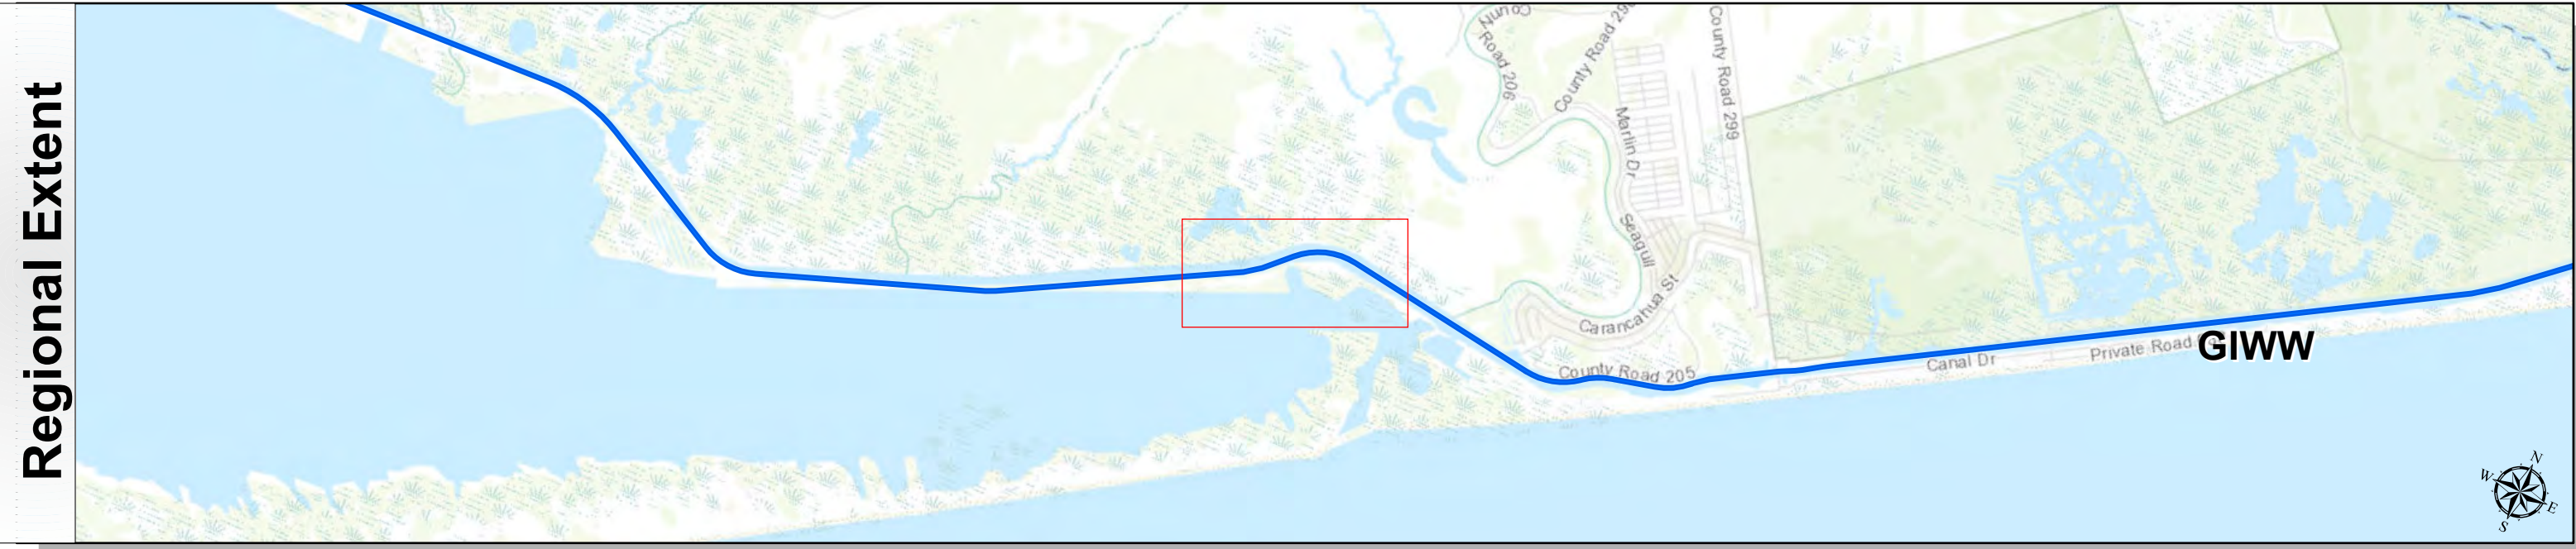 Regional Extent
County
Road 206
County Road 29
County Road 299
Marlin Dr
Seagull
Carancahua St
County Road 205
Canal Dr
Private Road
GIWW
N
W
E
S